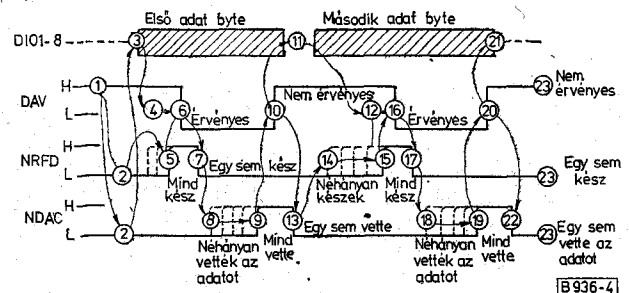 Első adat byte
Második adat byte
DIO1-8
3
11
21
H
1
Nem érvényes
23
Nem érvényes
DAV
4
6
Érvényes
10
12
16
Érvényes
20
L
H
NRFD
5
7
Egy sem kész
14
15
17
Egy sem kész
L
2
Mind kész
Néhányan készek
Mind kész
23
H
NDAC
8
9
13
Egy sem vette
18
19
22
L
2
Néhányan vették az adatot
Mind vette
Néhányan vették az adatot
Mind vette
23
Egy sem vette az adatot
B936-4